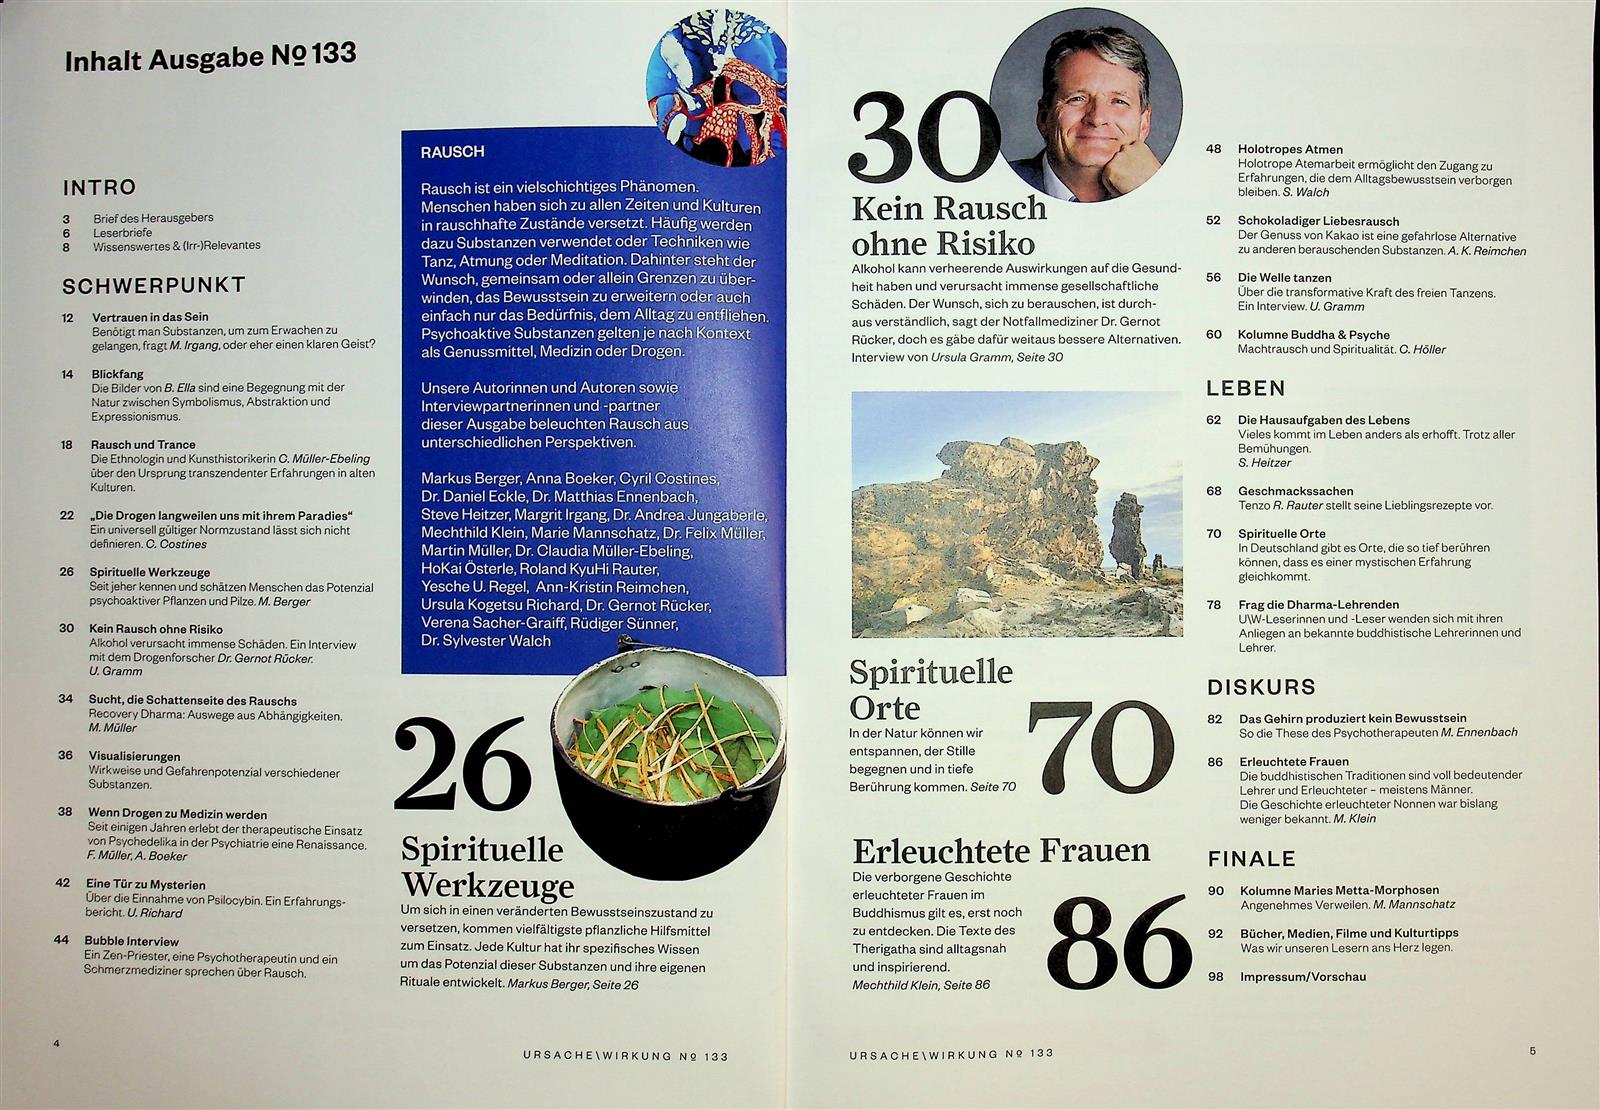 Inhalt Ausgabe № 133
INTRO
3 Brief des Herausgebers
6 Leserbriefe
8 Wissenswertes & (Irr-)Relevantes
SCHWERPUNKT
12 Vertrauen in das Sein
Benötigt man Substanzen, um zum Erwachen zu
gelangen, fragt M. Irgang, oder eher einen klaren Geist?
14 Blickfang
Die Bilder von B. Ella sind eine Begegnung mit der
Natur zwischen Symbolismus, Abstraktion und
Expressionismus.
18 Rausch und Trance
Die Ethnologin und Kunsthistorikerin C. Müller-Ebeling
über den Ursprung transzendenter Erfahrungen in alten
Kulturen.
22 „Die Drogen langweilen uns mit ihrem Paradies“
Ein universell gültiger Normzustand lässt sich nicht
definieren. C. Costines
26 Spirituelle Werkzeuge
Seit jeher kennen und schätzen Menschen das Potenzial
psychoaktiver Pflanzen und Pilze. M. Berger
30 Kein Rausch ohne Risiko
Alkohol verursacht immense Schäden. Ein Interview
mit dem Drogenforscher Dr. Gernot Rücker.
U. Gramm
34 Sucht, die Schattenseite des Rauschs
Recovery Dharma: Auswege aus Abhängigkeiten.
M. Müller
36 Visualisierungen
Wirkweise und Gefahrenpotenzial verschiedener
Substanzen.
38 Wenn Drogen zu Medizin werden
Seit einigen Jahren erlebt der therapeutische Einsatz
von Psychedelika in der Psychiatrie eine Renaissance.
F. Müller, A. Boeker
42 Eine Tür zu Mysterien
Über die Einnahme von Psilocybin. Ein Erfahrungs-
bericht. U. Richard
44 Bubble Interview
Ein Zen-Priester, eine Psychotherapeutin und ein
Schmerzmediziner sprechen über Rausch.
4
RAUSCH
Rausch ist ein vielschichtiges Phänomen.
Menschen haben sich zu allen Zeiten und Kulturen
in rauschhafte Zustände versetzt. Häufig werden
dazu Substanzen verwendet oder Techniken wie
Tanz, Atmung oder Meditation. Dahinter steht der
Wunsch, gemeinsam oder allein Grenzen zu über-
winden, das Bewusstsein zu erweitern oder auch
einfach nur das Bedürfnis, dem Alltag zu entfliehen.
Psychoaktive Substanzen gelten je nach Kontext
als Genussmittel, Medizin oder Drogen.
Unsere Autorinnen und Autoren sowie
Interviewpartnerinnen und -partner
dieser Ausgabe beleuchten Rausch aus
unterschiedlichen Perspektiven.
Markus Berger, Anna Boeker, Cyril Costines,
Dr. Daniel Eckle, Dr. Matthias Ennenbach,
Steve Heitzer, Margrit Irgang, Dr. Andrea Jungaberle,
Mechthild Klein, Marie Mannschatz, Dr. Felix Müller,
Martin Müller, Dr. Claudia Müller-Ebeling,
HoKai Österle, Roland KyuHi Rauter,
Yesche U. Regel, Ann-Kristin Reimchen,
Ursula Kogetsu Richard, Dr. Gernot Rücker,
Verena Sacher-Graiff, Rüdiger Sünner,
Dr. Sylvester Walch
26
Spirituelle
Werkzeuge
Um sich in einen veränderten Bewusstseinszustand zu
versetzen, kommen vielfältigste pflanzliche Hilfsmittel
zum Einsatz. Jede Kultur hat ihr spezifisches Wissen
um das Potenzial dieser Substanzen und ihre eigenen
Rituale entwickelt. Markus Berger, Seite 26
URSACHE\WIRKUNG № 133
30
Kein Rausch
ohne Risiko
Alkohol kann verheerende Auswirkungen auf die Gesund-
heit haben und verursacht immense gesellschaftliche
Schäden. Der Wunsch, sich zu berauschen, ist durch-
aus verständlich, sagt der Notfallmediziner Dr. Gernot
Rücker, doch es gäbe dafür weitaus bessere Alternativen.
Interview von Ursula Gramm, Seite 30
Spirituelle
Orte
70
In der Natur können wir
entspannen, der Stille
begegnen und in tiefe
Berührung kommen. Seite 70
Erleuchtete Frauen
86
Die verborgene Geschichte
erleuchteter Frauen im
Buddhismus gilt es, erst noch
zu entdecken. Die Texte des
Therigatha sind alltagsnah
und inspirierend.
Mechthild Klein, Seite 86
URSACHE\WIRKUNG № 133
48 Holotropes Atmen
Holotrope Atemarbeit ermöglicht den Zugang zu
Erfahrungen, die dem Alltagsbewusstsein verborgen
bleiben. S. Walch
52 Schokoladiger Liebesrausch
Der Genuss von Kakao ist eine gefahrlose Alternative
zu anderen berauschenden Substanzen. A. K. Reimchen
56 Die Welle tanzen
Über die transformative Kraft des freien Tanzens.
Ein Interview. U. Gramm
60 Kolumne Buddha & Psyche
Machtrausch und Spiritualität. C. Höller
LEBEN
62 Die Hausaufgaben des Lebens
Vieles kommt im Leben anders als erhofft. Trotz aller
Bemühungen.
S. Heitzer
68 Geschmackssachen
Tenzo R. Rauter stellt seine Lieblingsrezepte vor.
70 Spirituelle Orte
In Deutschland gibt es Orte, die so tief berühren
können, dass es einer mystischen Erfahrung
gleichkommt.
78 Frag die Dharma-Lehrenden
U\W-Leserinnen und -Leser wenden sich mit ihren
Anliegen an bekannte buddhistische Lehrerinnen und
Lehrer.
DISKURS
82 Das Gehirn produziert kein Bewusstsein
So die These des Psychotherapeuten M. Ennenbach
86 Erleuchtete Frauen
Die buddhistischen Traditionen sind voll bedeutender
Lehrer und Erleuchteter – meistens Männer.
Die Geschichte erleuchteter Nonnen war bislang
weniger bekannt. M. Klein
FINALE
90 Kolumne Maries Metta-Morphosen
Angenehmes Verweilen. M. Mannschatz
92 Bücher, Medien, Filme und Kulturtipps
Was wir unseren Lesern ans Herz legen.
98 Impressum/Vorschau
5